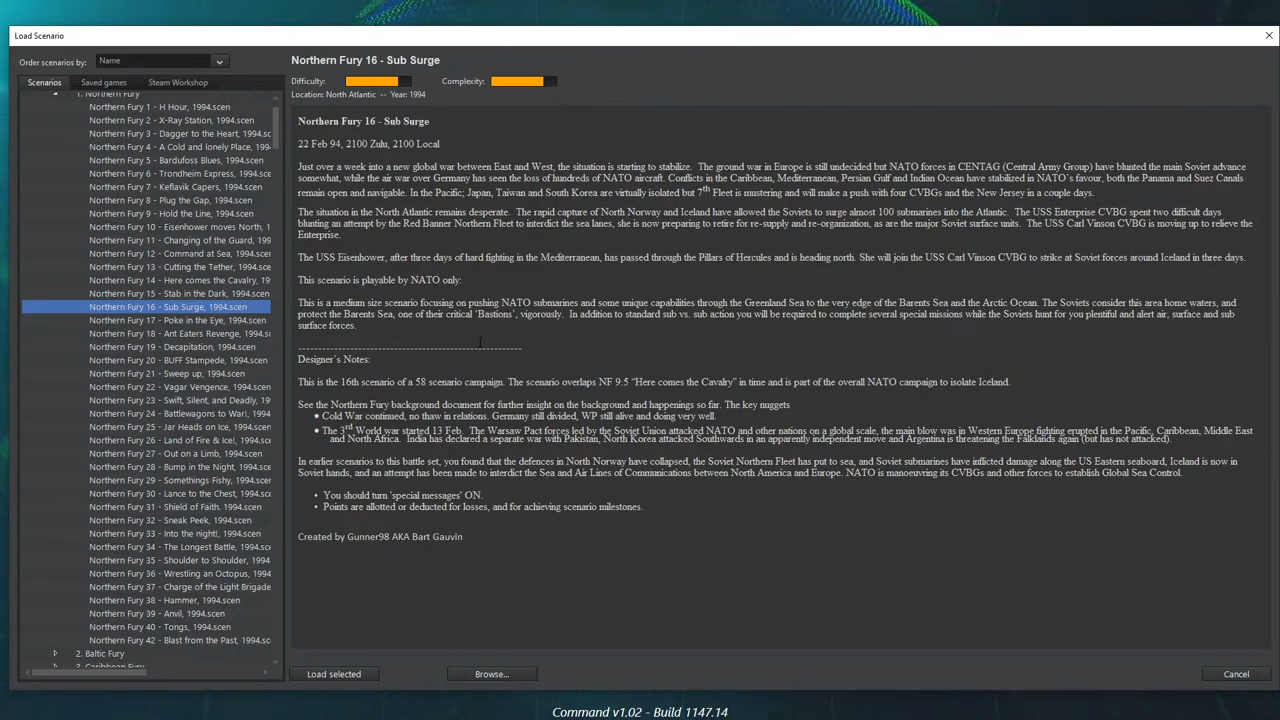 Load Scenario
Order scenarios by:
Name
Scenarios
Saved games
Steam Workshop
1. Northern Fury
Northern Fury 1 - H Hour, 1994.scen
Northern Fury 2 - X-Ray Station, 1994.scen
Northern Fury 3 - Dagger to the Heart, 1994.sc
Northern Fury 4 - A Cold and lonely Place, 199
Northern Fury 5 - Bardufoss Blues, 1994.scen
Northern Fury 6 - Trempoline Treseen, 1994.scen
Northern Fury 7 - Keflavik Capers, 1994.scen
Northern Fury 8 - Plug the Gap, 1994.scen
Northern Fury 9 - Hold the Line, 1994.scen
Northern Fury 10 - Eisenhower moves North, 1
Northern Fury 11 - Changing of the Guard, 199
Northern Fury 12 - Command at Sea, 1994.scen
Northern Fury 13 - Cutting the Tether, 1994.scen
Northern Fury 14 - Here comes the Cavalry, 19
Northern Fury 15 - Stab in the Dark, 1994.scen
Northern Fury 16 - Sub Surge, 1994.scen
Northern Fury 17 - Poke in the Eye, 1994.scen
Northern Fury 18 - Ant Eaters Revenge, 1994.sc
Northern Fury 19 - Decapitation, 1994.scen
Northern Fury 20 - BUFF Stampede, 1994.scen
Northern Fury 21 - Sweep up, 1994.scen
Northern Fury 22 - Vagar Vengence, 1994.scen
Northern Fury 23 - Swift, Silent, and Deadly, 19
Northern Fury 24 - Battlewagons to War!, 1994
Northern Fury 25 - Jar Heads on Ice, 1994.scen
Northern Fury 26 - Land of Fire & Ice!, 1994.sc
Northern Fury 27 - Out on a Limb, 1994.scen
Northern Fury 28 - Bump in the Night, 1994.sc
Northern Fury 29 - Somethings Fishy, 1994.sce
Northern Fury 30 - Lance to the Chest, 1994.sc
Northern Fury 31 - Shield of Faith. 1994.scen
Northern Fury 32 - Sneak Peek, 1994.scen
Northern Fury 33 - Into the night!, 1994.scen
Northern Fury 34 - The Longest Battle, 1994.sc
Northern Fury 35 - Shoulder to Shoulder, 1994
Northern Fury 36 - Wrestling an Octopus, 1994
Northern Fury 37 - Charge of the Light Brigade
Northern Fury 38 - Hammer, 1994.scen
Northern Fury 39 - Anvil, 1994.scen
Northern Fury 40 - Tongs, 1994.scen
Northern Fury 42 - Blast from the Past, 1994.sc
2. Baltic Fury
3. Caribbean Fury
Northern Fury 16 - Sub Surge
Difficulty:
Complexity:
Location: North Atlantic -- Year: 1994
Northern Fury 16 - Sub Surge
22 Feb 94, 2100 Zulu, 2100 Local
Just over a week into a new global war between East and West, the situation is starting to stabilize. The ground war in Europe is still undecided but NATO forces in CENTAG (Central Army Group) have blunted the main Soviet advance
somewhat, while the air war over Germany has seen the loss of hundreds of NATO aircraft. Conflicts in the Caribbean, Mediterranean, Persian Gulf and Indian Ocean have stabilized in NATO´s favour, both the Panama and Suez Canals
remain open and navigable. In the Pacific; Japan, Taiwan and South Korea are virtually isolated but 7th Fleet is mustering and will make a push with four CVBGs and the New Jersey in a couple days.
The situation in the North Atlantic remains desperate. The rapid capture of North Norway and Iceland have allowed the Soviets to surge almost 100 submarines into the Atlantic. The USS Enterprise CVBG spent two difficult days
blunting an attempt by the Red Banner Northern Fleet to interdict the sea lanes, she is now preparing to retire for re-supply and re-organization, as are the major Soviet surface units. The USS Carl Vinson CVBG is moving up to relieve the
Enterprise.
The USS Eisenhower, after three days of hard fighting in the Mediterranean, has passed through the Pillars of Hercules and is heading north. She will join the USS Carl Vinson CVBG to strike at Soviet forces around Iceland in three days.
This scenario is playable by NATO only:
This is a medium size scenario focusing on pushing NATO submarines and some unique capabilities through the Greenland Sea to the very edge of the Barents Sea and the Arctic Ocean. The Soviets consider this area home waters, and
protect the Barents Sea, one of their critical ‘Bastions’, vigorously. In addition to standard sub vs. sub action you will be required to complete several special missions while the Soviets hunt for you plentiful and alert air, surface and sub
surface forces.
--------------------------------------------------------
Designer´s Notes:
This is the 16th scenario of a 58 scenario campaign. The scenario overlaps NF 9.5 “Here comes the Cavalry” in time and is part of the overall NATO campaign to isolate Iceland.
See the Northern Fury background document for further insight on the background and happenings so far. The key nuggets
• Cold War continued, no thaw in relations. Germany still divided, WP still alive and doing very well.
• The 3rd World war started 13 Feb. The Warsaw Pact forces led by the Soviet Union attacked NATO and other nations on a global scale, the main blow was in Western Europe fighting erupted in the Pacific, Caribbean, Middle East
and North Africa. India has declared a separate war with Pakistan, North Korea attacked Southwards in an apparently independent move and Argentina is threatening the Falklands again (but has not attacked).
In earlier scenarios to this battle set, you found that the defences in North Norway have collapsed, the Soviet Northern Fleet has put to sea, and Soviet submarines have inflicted damage along the US Eastern seaboard, Iceland is now in
Soviet hands, and an attempt has been made to interdict the Sea and Air Lines of Communications between North America and Europe. NATO is manoeuvring its CVBGs and other forces to establish Global Sea Control.
• You should turn 'special messages' ON.
• Points are allotted or deducted for losses, and for achieving scenario milestones.
Created by Gunner98 AKA Bart Gauvin
Load selected
Browse...
Cancel
Command v1.02 - Build 1147.14